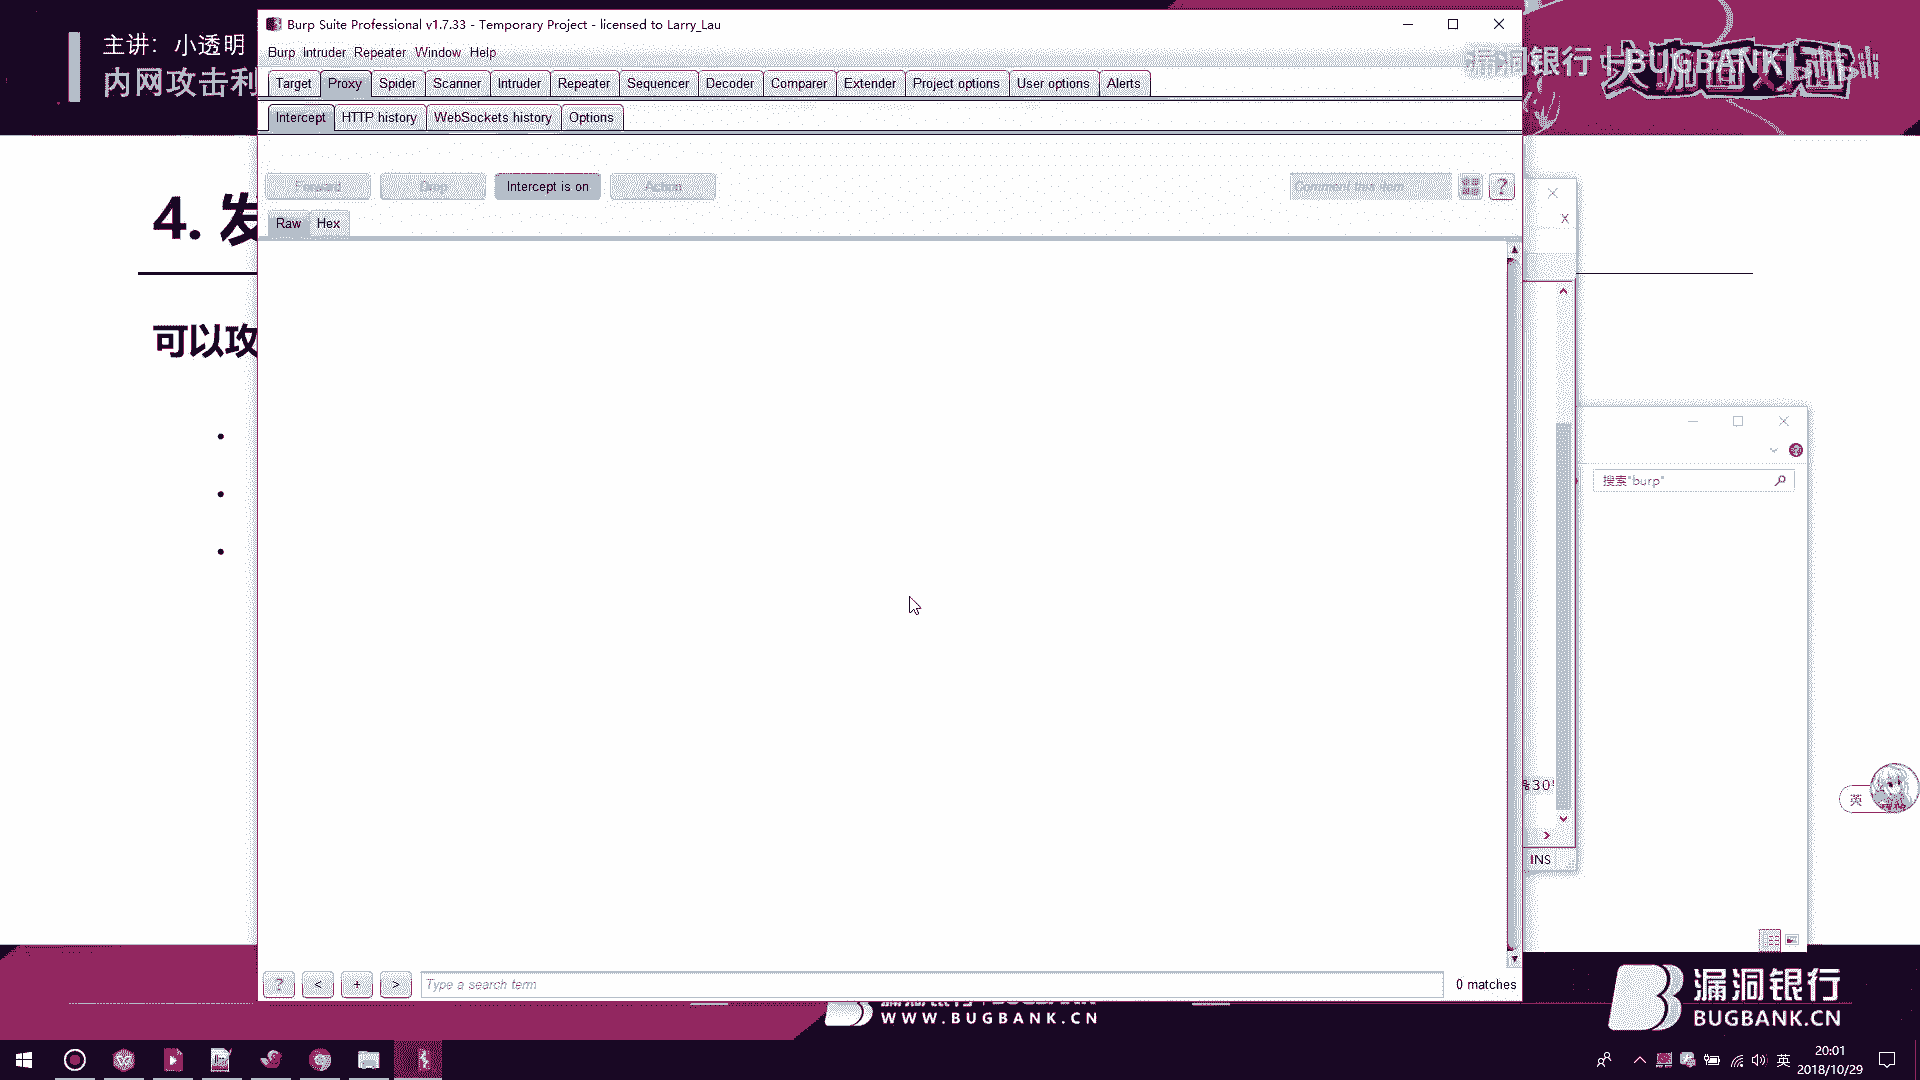 主讲：小透明
内网攻击利
Burp Suite Professional v1.7.33 - Temporary Project - licensed to Larry_Lau
Burp Intruder Repeater Window Help
漏洞银行 | BUGBANK
Target Proxy Spider Scanner Intruder Repeater Sequencer Decoder Comparer Extender Project options User options Alerts
Intercept HTTP history WebSockets history Options
Forward Drop Intercept is on Action Comment this item ?
4. 发
Raw Hex
x
可以攻
搜索"burp"
%30!
英
INS
? < + > Type a search term 0 matches
漏洞银行
WWW.BUGBANK.CN
BUGBANK.CN
英
20:01
2018/10/29